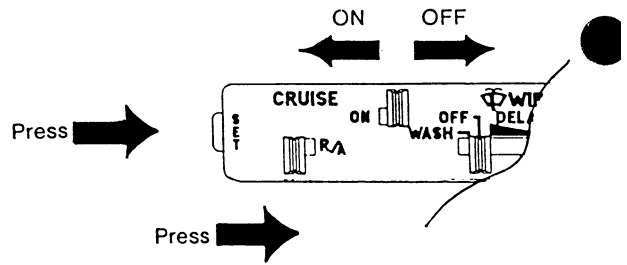 ON OFF
CRUISE
ON
OFF
WASH
Press
SET
R/A
Press